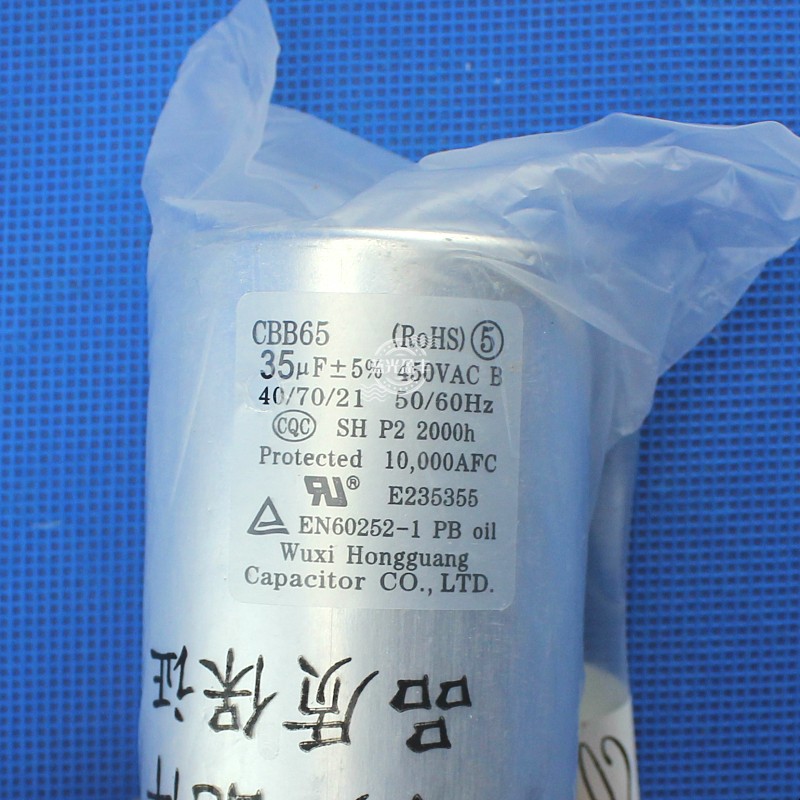 CBB65 (RoHS) ⑤
35μF±5% 450VAC B
40/70/21 50/60Hz
CQC SH P2 2000h
Protected 10,000AFC
RU® E235355
EN60252-1 PB oil
Wuxi Hongguang
Capacitor CO., LTD.
品质保证